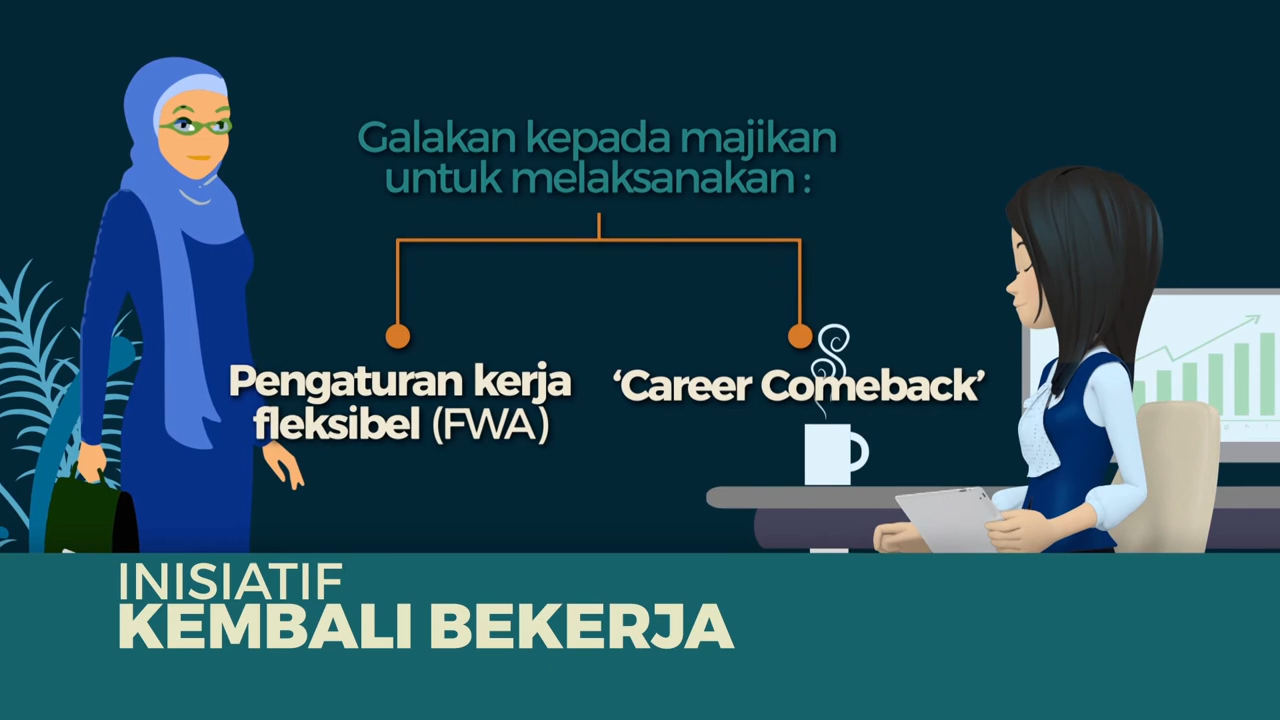 Galakan kepada majikan
untuk melaksanakan :
Pengaturan kerja
fleksibel (FWA)
‘Career Comeback’
INISIATIF
KEMBALI BEKERJA